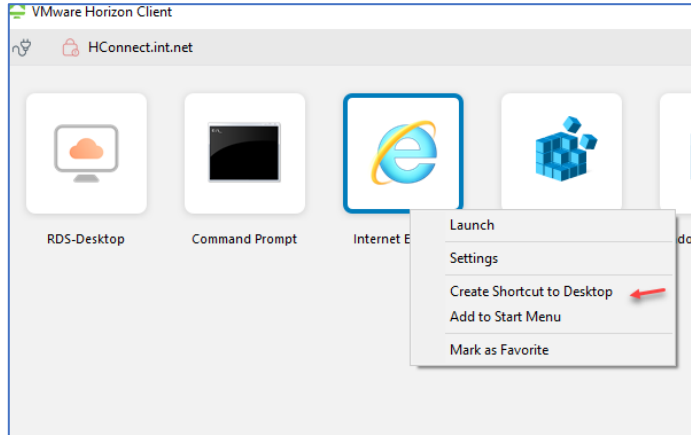 VMware Horizon Client
HConnect.int.net
RDS-Desktop
Command Prompt
Internet E
Launch
Settings
Create Shortcut to Desktop
Add to Start Menu
Mark as Favorite